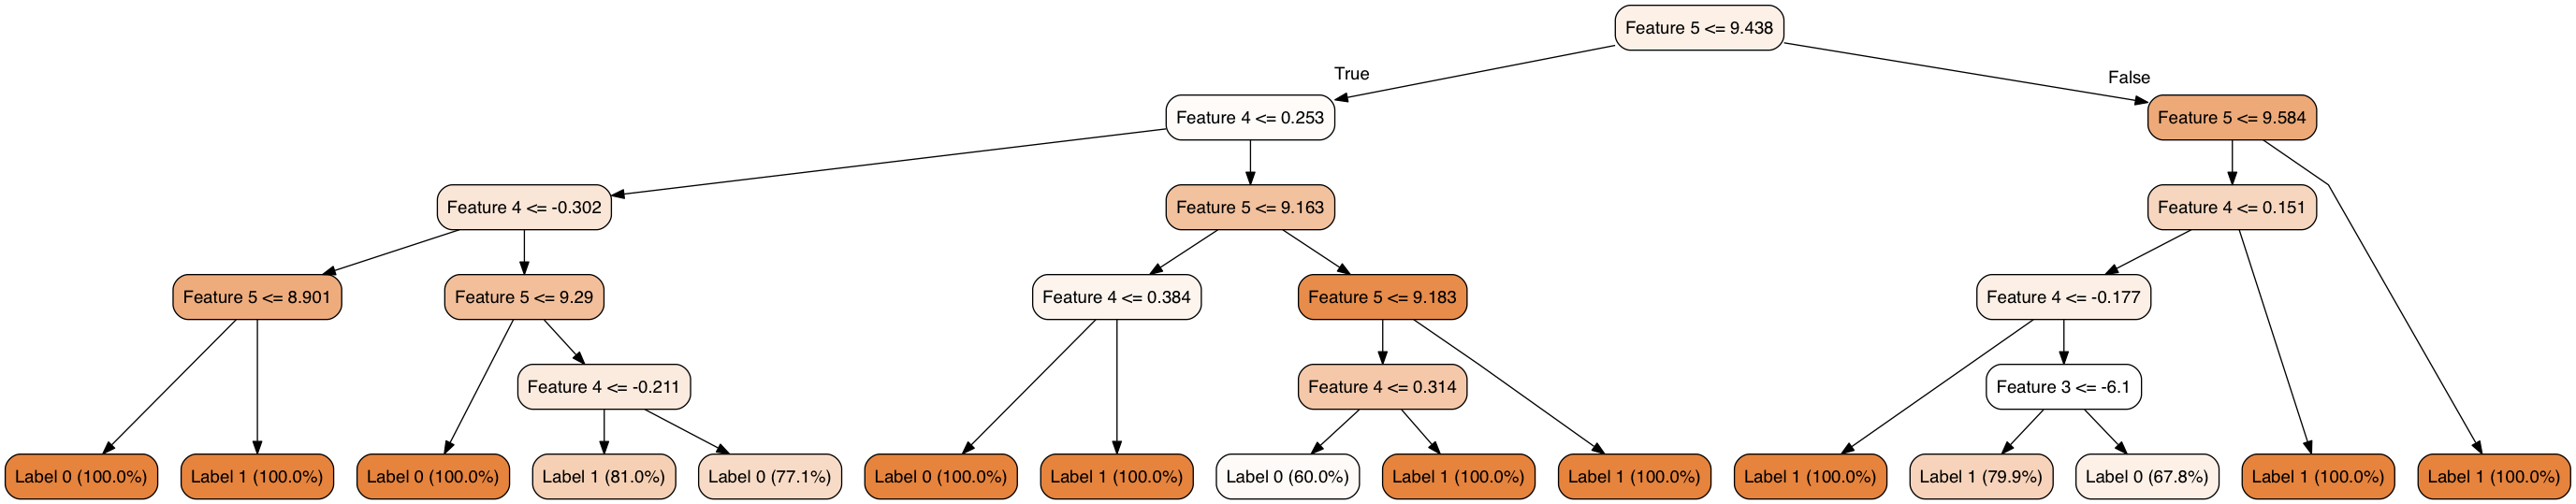 Feature 5 <= 9.438
True
False
Feature 4 <= 0.253
Feature 5 <= 9.584
Feature 4 <= -0.302
Feature 5 <= 9.163
Feature 4 <= 0.151
Feature 5 <= 8.901
Feature 5 <= 9.29
Feature 4 <= 0.384
Feature 5 <= 9.183
Feature 4 <= -0.177
Feature 4 <= -0.211
Feature 4 <= 0.314
Feature 3 <= -6.1
Label 0 (100.0%)
Label 1 (100.0%)
Label 0 (100.0%)
Label 1 (81.0%)
Label 0 (77.1%)
Label 0 (100.0%)
Label 1 (100.0%)
Label 0 (60.0%)
Label 1 (100.0%)
Label 1 (100.0%)
Label 1 (100.0%)
Label 1 (79.9%)
Label 0 (67.8%)
Label 1 (100.0%)
Label 1 (100.0%)